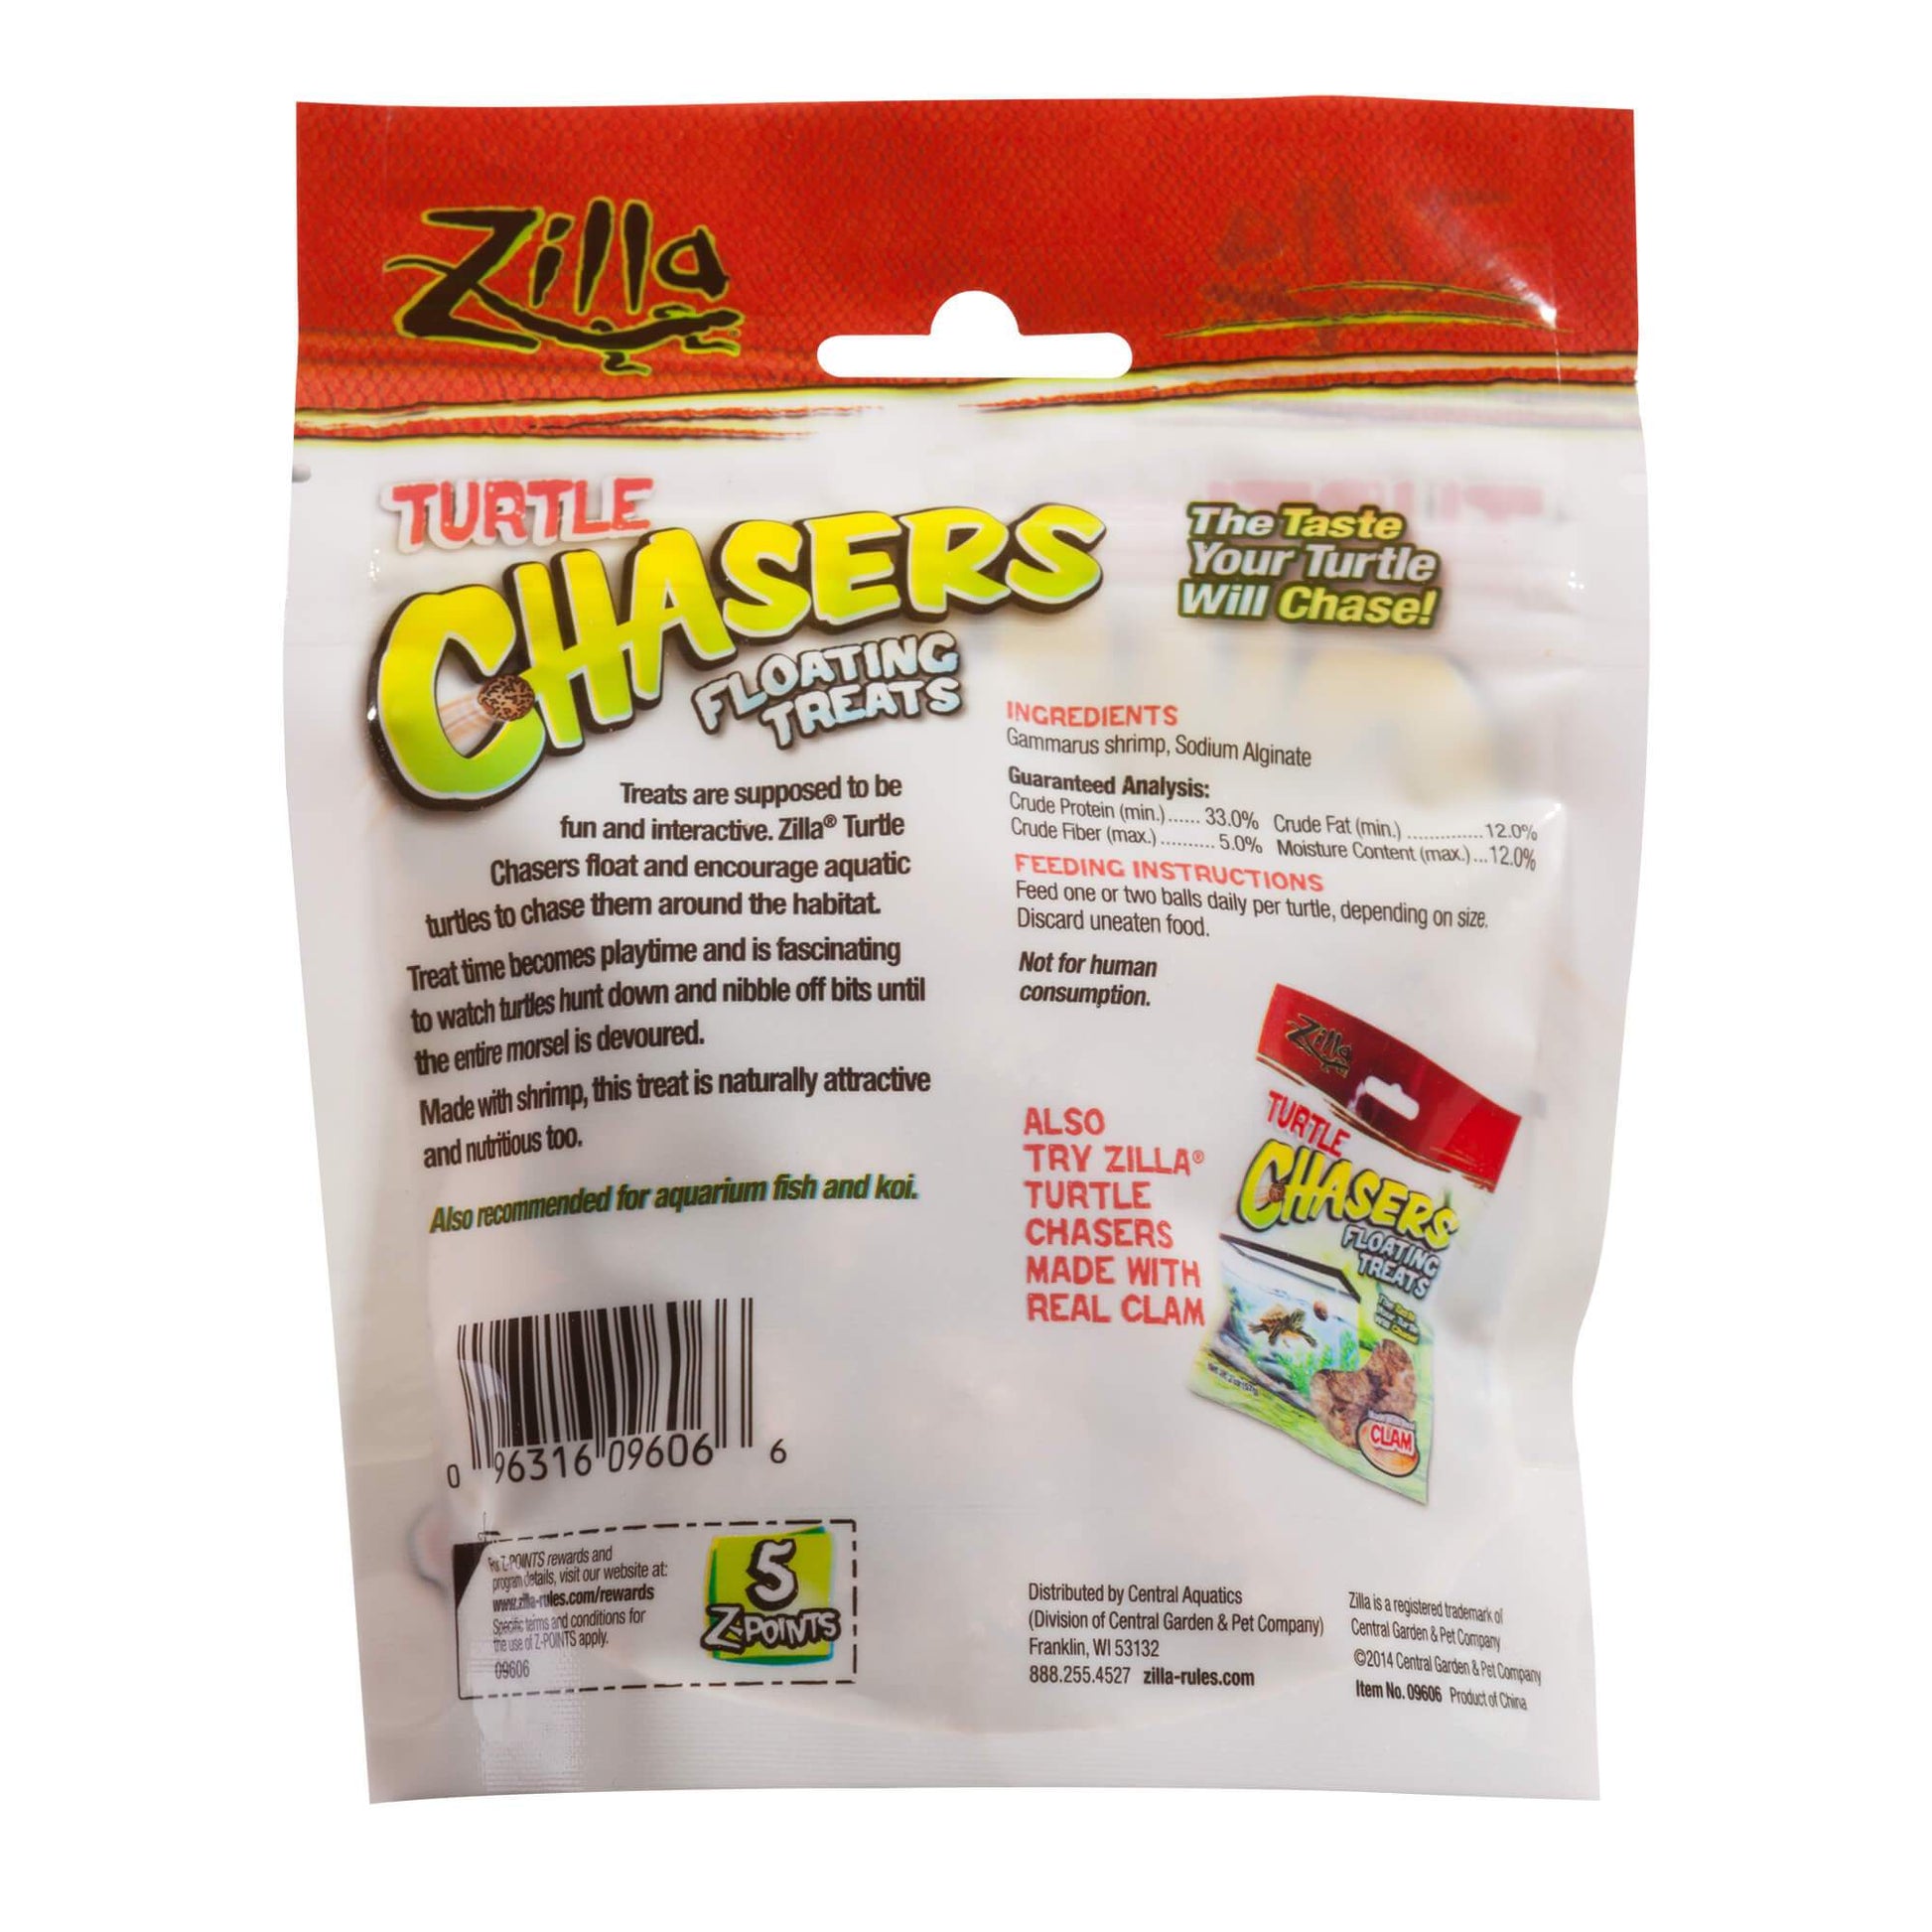 Zilla
TURTLE
CHASERS
FLOATING
TREATS
The Taste
Your Turtle
Will Chase!
Treats are supposed to be
fun and interactive. Zilla® Turtle
Chasers float and encourage aquatic
turtles to chase them around the habitat.
Treat time becomes playtime and is fascinating
to watch turtles hunt down and nibble off bits until
the entire morsel is devoured.
Made with shrimp, this treat is naturally attractive
and nutritious too.
Also recommended for aquarium fish and koi.
0 96316 09606 6
For Z-POINTS rewards and
program details, visit our website at:
www.zilla-rules.com/rewards
Specific terms and conditions for
the use of Z-POINTS apply.
09606
5
Z-POINTS
INGREDIENTS
Gammarus shrimp, Sodium Alginate
Guaranteed Analysis:
Crude Protein (min.)...... 33.0% Crude Fat (min.) ..............12.0%
Crude Fiber (max.) .......... 5.0% Moisture Content (max.)...12.0%
FEEDING INSTRUCTIONS
Feed one or two balls daily per turtle, depending on size.
Discard uneaten food.
Not for human
consumption.
ALSO
TRY ZILLA®
TURTLE
CHASERS
MADE WITH
REAL CLAM
Zilla
TURTLE
CHASERS
FLOATING
TREATS
The Taste
Your Turtle
Will Chase!
CLAM
Distributed by Central Aquatics
(Division of Central Garden & Pet Company)
Franklin, WI 53132
888.255.4527 zilla-rules.com
Zilla is a registered trademark of
Central Garden & Pet Company
©2014 Central Garden & Pet Company
Item No. 09606 Product of China